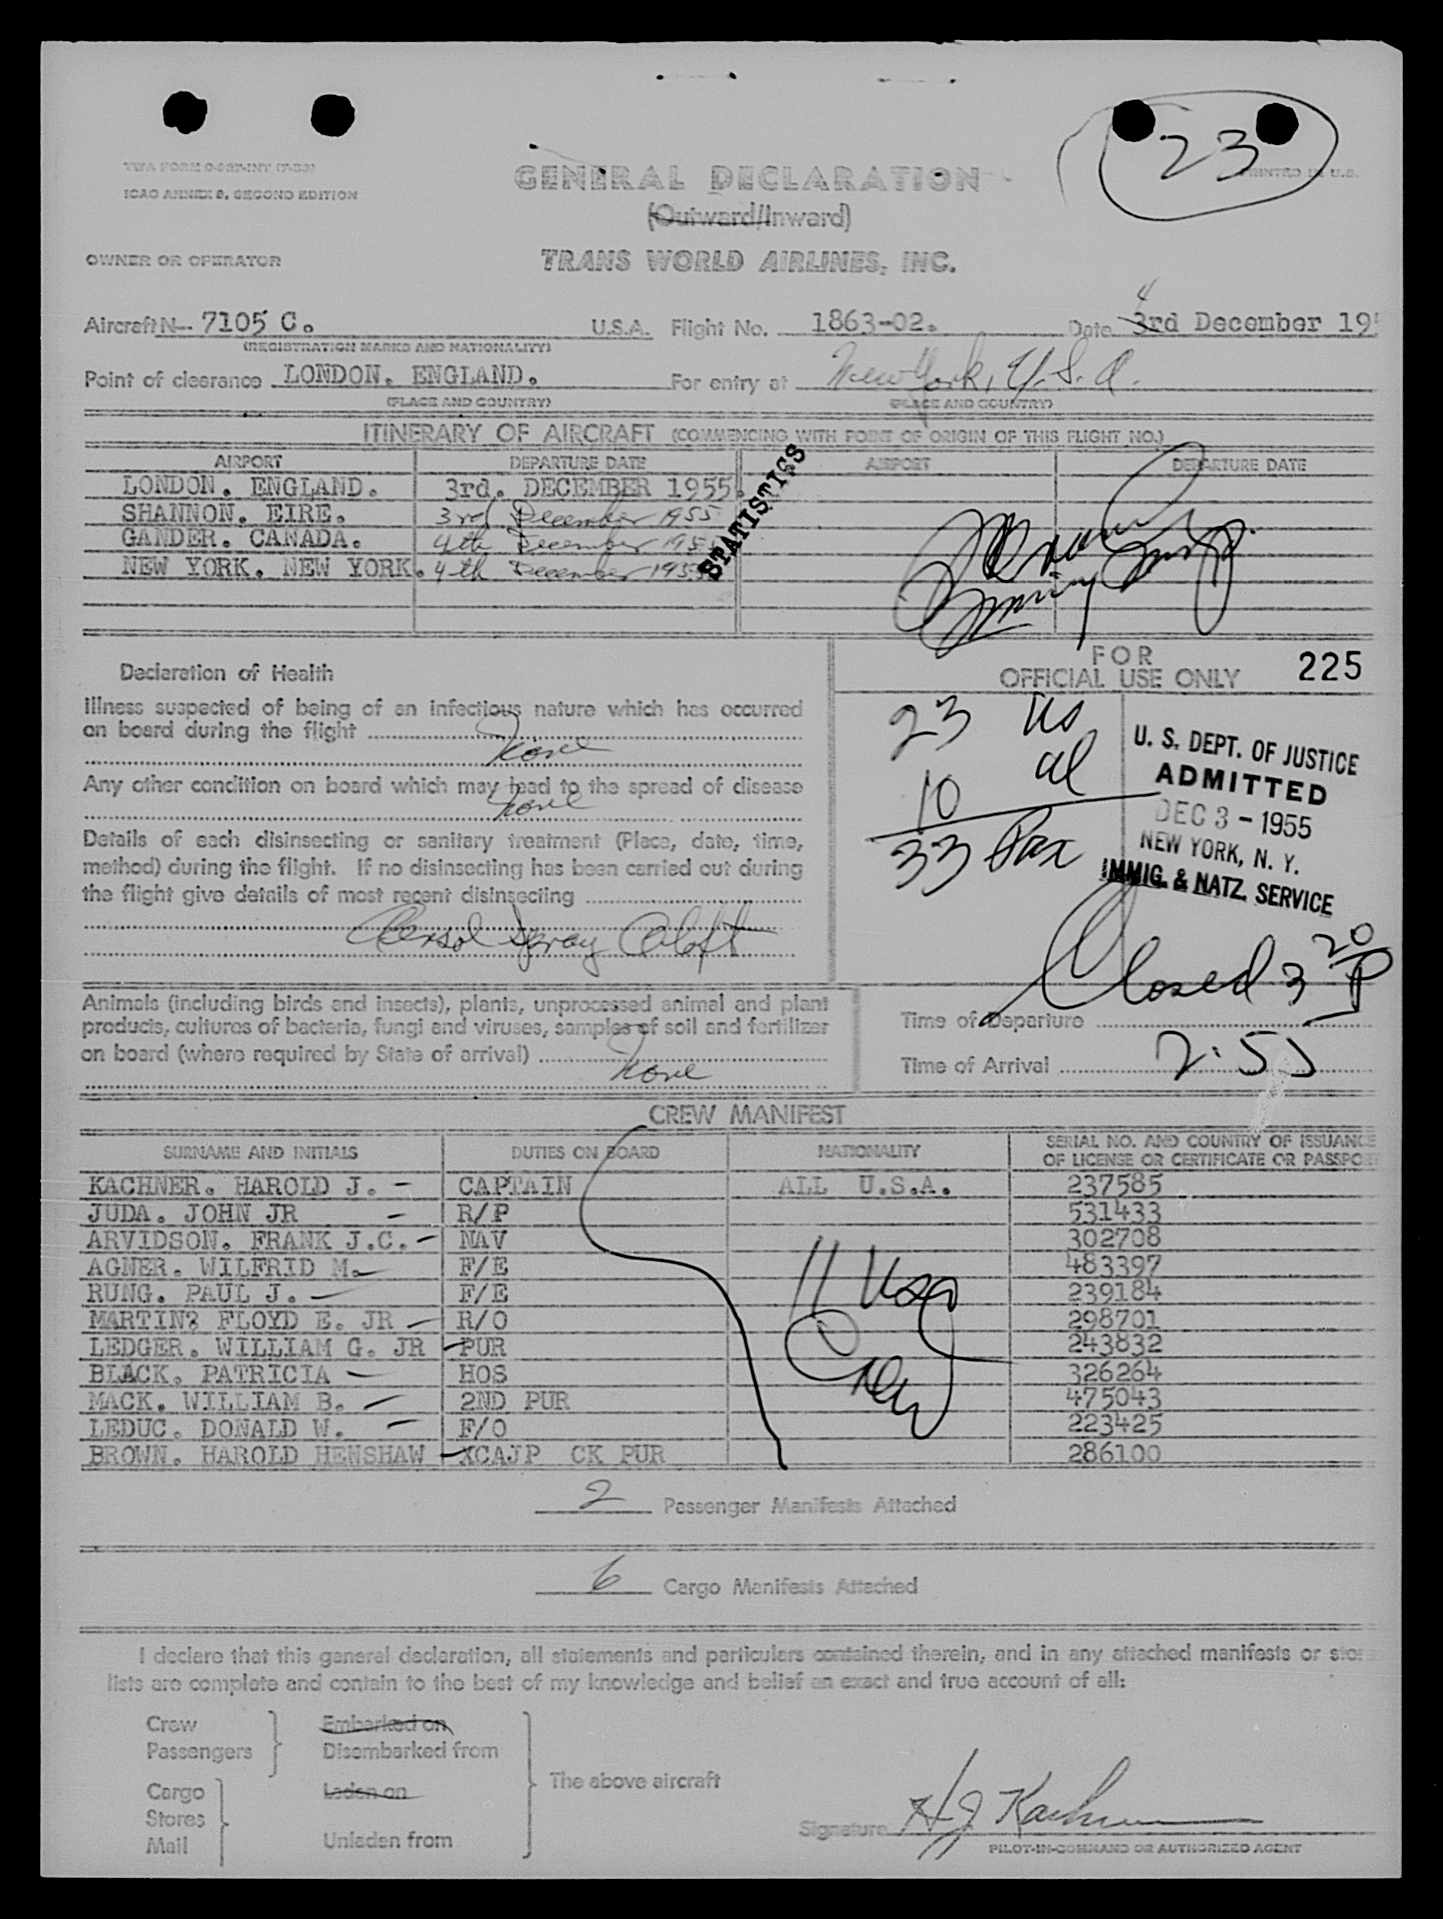 23
TWA FORM
ICAO ANNEX 9, SECOND EDITION
PRINTED IN U.S.
GENERAL DECLARATION
(Outward/Inward)
OWNER OR OPERATOR
TRANS WORLD AIRLINES, INC.
4
Aircraft N- 7105 C. U.S.A. Flight No. 1863-02. Date 3rd December 195
(REGISTRATION MARKS AND NATIONALITY)
Point of clearance LONDON. ENGLAND. For entry at New York, U.S.A.
(PLACE AND COUNTRY) (PLACE AND COUNTRY)
ITINERARY OF AIRCRAFT (COMMENCING WITH POINT OF ORIGIN OF THIS FLIGHT NO.)
AIRPORT DEPARTURE DATE AIRPORT DEPARTURE DATE
LONDON. ENGLAND. 3rd. DECEMBER 1955.
SHANNON. EIRE. 3rd December 1955
GANDER. CANADA. 4th December 1955
NEW YORK. NEW YORK. 4th December 1955
STATISTICS
Declaration of Health
Illness suspected of being of an infectious nature which has occurred
on board during the flight
None
Any other condition on board which may lead to the spread of disease
None
Details of each disinsecting or sanitary treatment (Place, date, time,
method) during the flight. If no disinsecting has been carried out during
the flight give details of most recent disinsecting
Aersol Spray Aloft
FOR
OFFICIAL USE ONLY 225
23 US
10 al
33 Pax
U. S. DEPT. OF JUSTICE
ADMITTED
DEC 3 - 1955
NEW YORK, N. Y.
IMMIG. & NATZ. SERVICE
Closed 3 20 P
Animals (including birds and insects), plants, unprocessed animal and plant
products, cultures of bacteria, fungi and viruses, samples of soil and fertilizer
on board (where required by State of arrival)
None
Time of Departure
Time of Arrival 2:55
CREW MANIFEST
SURNAME AND INITIALS DUTIES ON BOARD NATIONALITY SERIAL NO. AND COUNTRY OF ISSUANCE
OF LICENSE OR CERTIFICATE OR PASSPO
KACHNER. HAROLD J. - CAPTAIN ALL U.S.A. 237585
JUDA. JOHN JR - R/P 531433
ARVIDSON. FRANK J.C. - NAV 302708
AGNER. WILFRID M. - F/E 483397
RUNG. PAUL J. - F/E 239184
MARTIN? FLOYD E. JR - R/O 298701
LEDGER. WILLIAM G. JR - PUR 243832
BLACK. PATRICIA - HOS 326264
MACK. WILLIAM B. - 2ND PUR 475043
LEDUC. DONALD W. - F/O 223425
BROWN. HAROLD HENSHAW - XCAJP CK PUR 286100
11 USA
Crew
2 Passenger Manifests Attached
6 Cargo Manifests Attached
I declare that this general declaration, all statements and particulars contained therein, and in any attached manifests or stor
lists are complete and contain to the best of my knowledge and belief an exact and true account of all:
Crew Embarked on
Passengers Disembarked from
The above aircraft
Cargo Laden on
Stores
Mail Unladen from
Signature H J Kachner
PILOT-IN-COMMAND OR AUTHORIZED AGENT